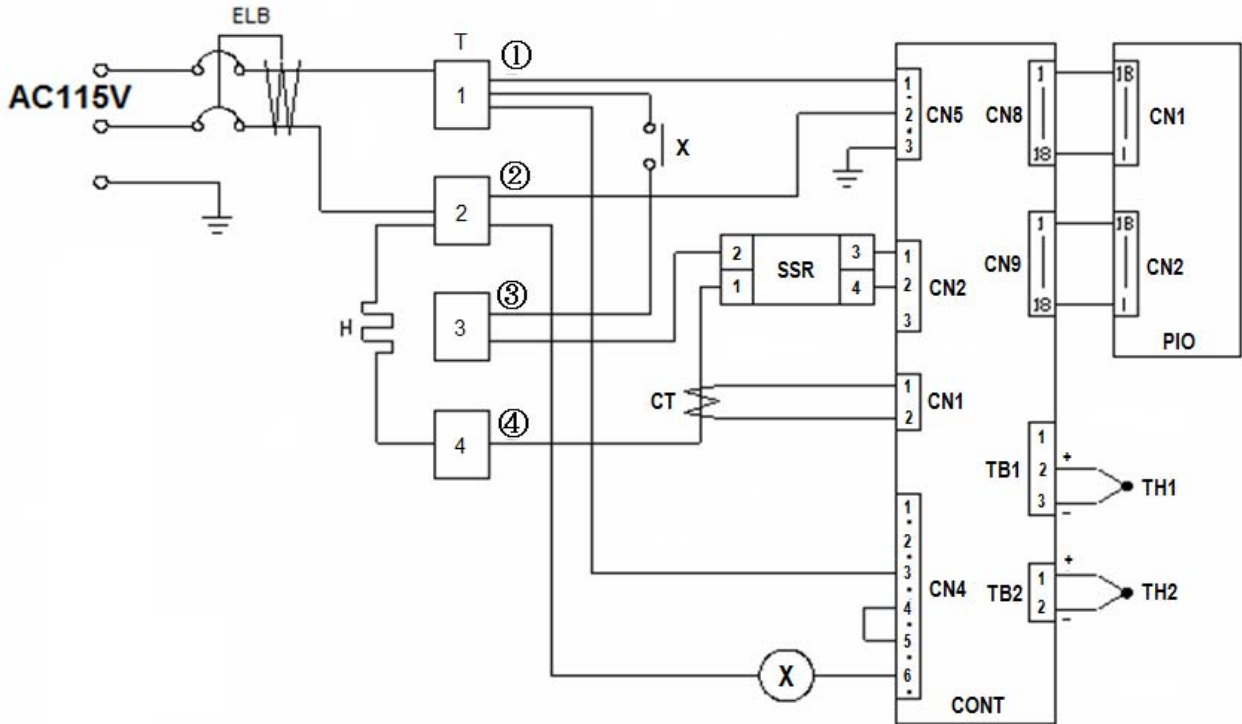 ELB
T
AC115V
①
1
②
2
③
3
④
4
H
X
2
1
SSR
3
4
CT
X
1
2
3
CN5
1
2
3
CN2
1
2
CN1
1
2
3
4
5
6
CN4
CONT
CN8
1
18
CN9
1
18
TB1
1
2
3
TB2
1
2
18
1
CN1
18
1
CN2
PIO
+
−
TH1
+
−
TH2